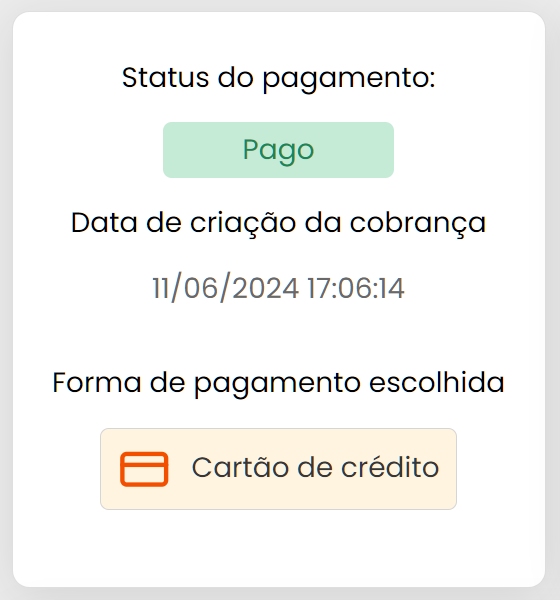 Status do pagamento:
Pago
Data de criação da cobrança
11/06/2024 17:06:14
Forma de pagamento escolhida
Cartão de crédito